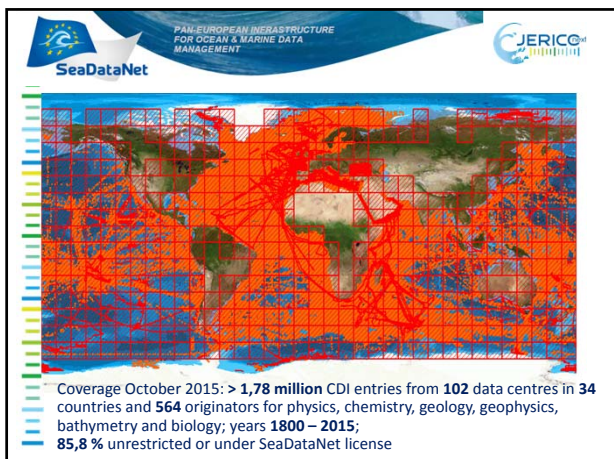 PAN-EUROPEAN INFRASTRUCTURE
FOR OCEAN & MARINE DATA
MANAGEMENT
SeaDataNet
JERICO next
Coverage October 2015: > 1,78 million CDI entries from 102 data centres in 34
countries and 564 originators for physics, chemistry, geology, geophysics,
bathymetry and biology; years 1800 – 2015;
85,8 % unrestricted or under SeaDataNet license